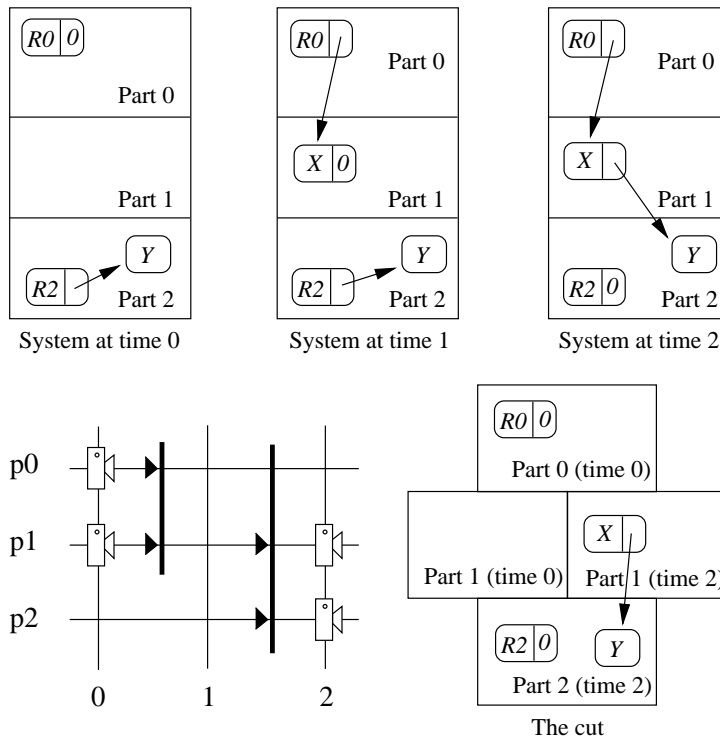 R0 0
Part 0
Part 1
Y
R2
Part 2
System at time 0
R0
Part 0
X 0
Part 1
Y
R2
Part 2
System at time 1
R0
Part 0
X
Part 1
Y
R2 0
Part 2
System at time 2
p0
p1
p2
0 1 2
R0 0
Part 0 (time 0)
X
Part 1 (time 0) Part 1 (time 2)
R2 0 Y
Part 2 (time 2)
The cut